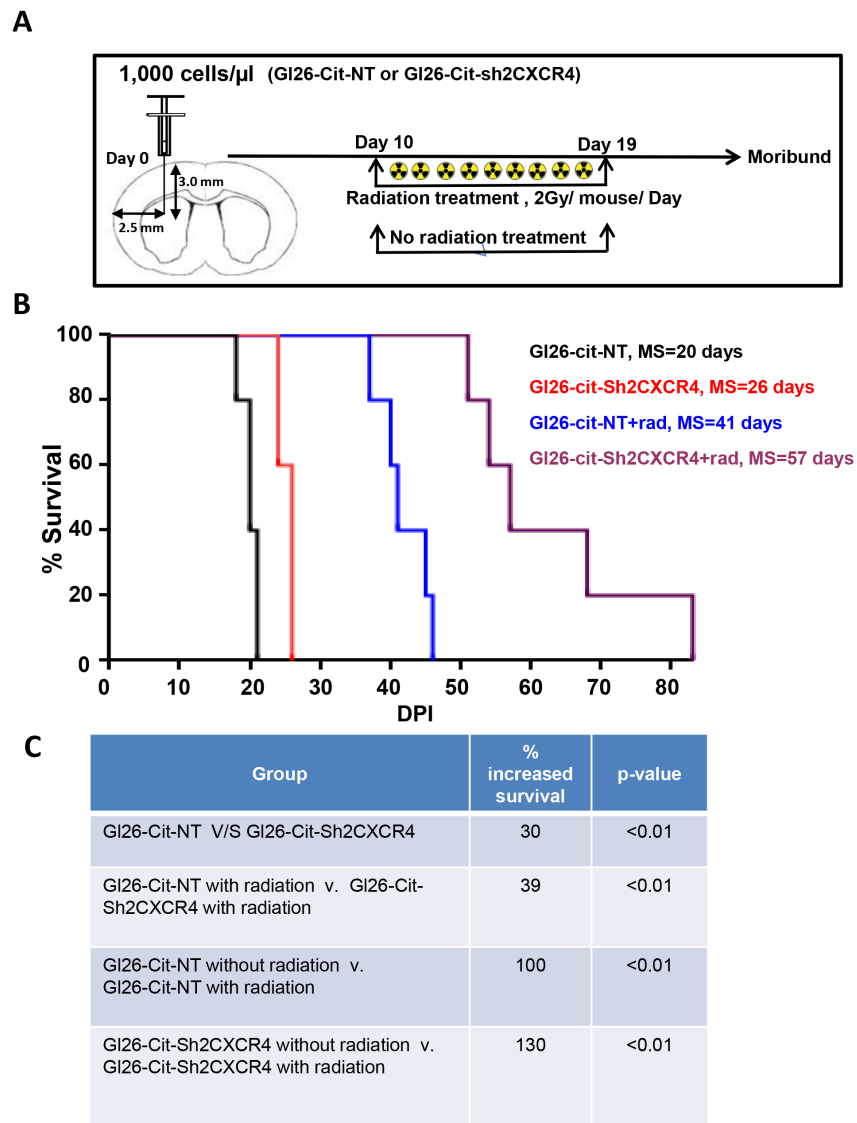 A
1,000 cells/µl (Gl26-Cit-NT or Gl26-Cit-sh2CXCR4)
Day 0
3.0 mm
2.5 mm
Day 10
Day 19
Moribund
Radiation treatment , 2Gy/ mouse/ Day
No radiation treatment
B
% Survival
100
80
60
40
20
0
0 10 20 30 40 50 60 70 80
DPI
Gl26-cit-NT, MS=20 days
Gl26-cit-Sh2CXCR4, MS=26 days
Gl26-cit-NT+rad, MS=41 days
Gl26-cit-Sh2CXCR4+rad, MS=57 days
C
Group
%
increased
survival
p-value
Gl26-Cit-NT V/S Gl26-Cit-Sh2CXCR4 30 <0.01
Gl26-Cit-NT with radiation v. Gl26-Cit- 39 <0.01
Sh2CXCR4 with radiation
Gl26-Cit-NT without radiation v. 100 <0.01
Gl26-Cit-NT with radiation
Gl26-Cit-Sh2CXCR4 without radiation v. 130 <0.01
Gl26-Cit-Sh2CXCR4 with radiation